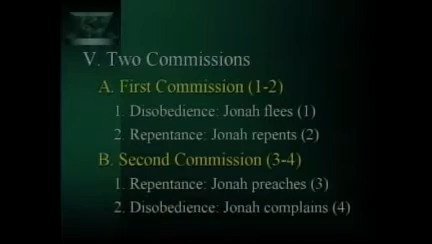 V. Two Commissions
A. First Commission (1-2)
1. Disobedience: Jonah flees (1)
2. Repentance: Jonah repents (2)
B. Second Commission (3-4)
1. Repentance: Jonah preaches (3)
2. Disobedience: Jonah complains (4)